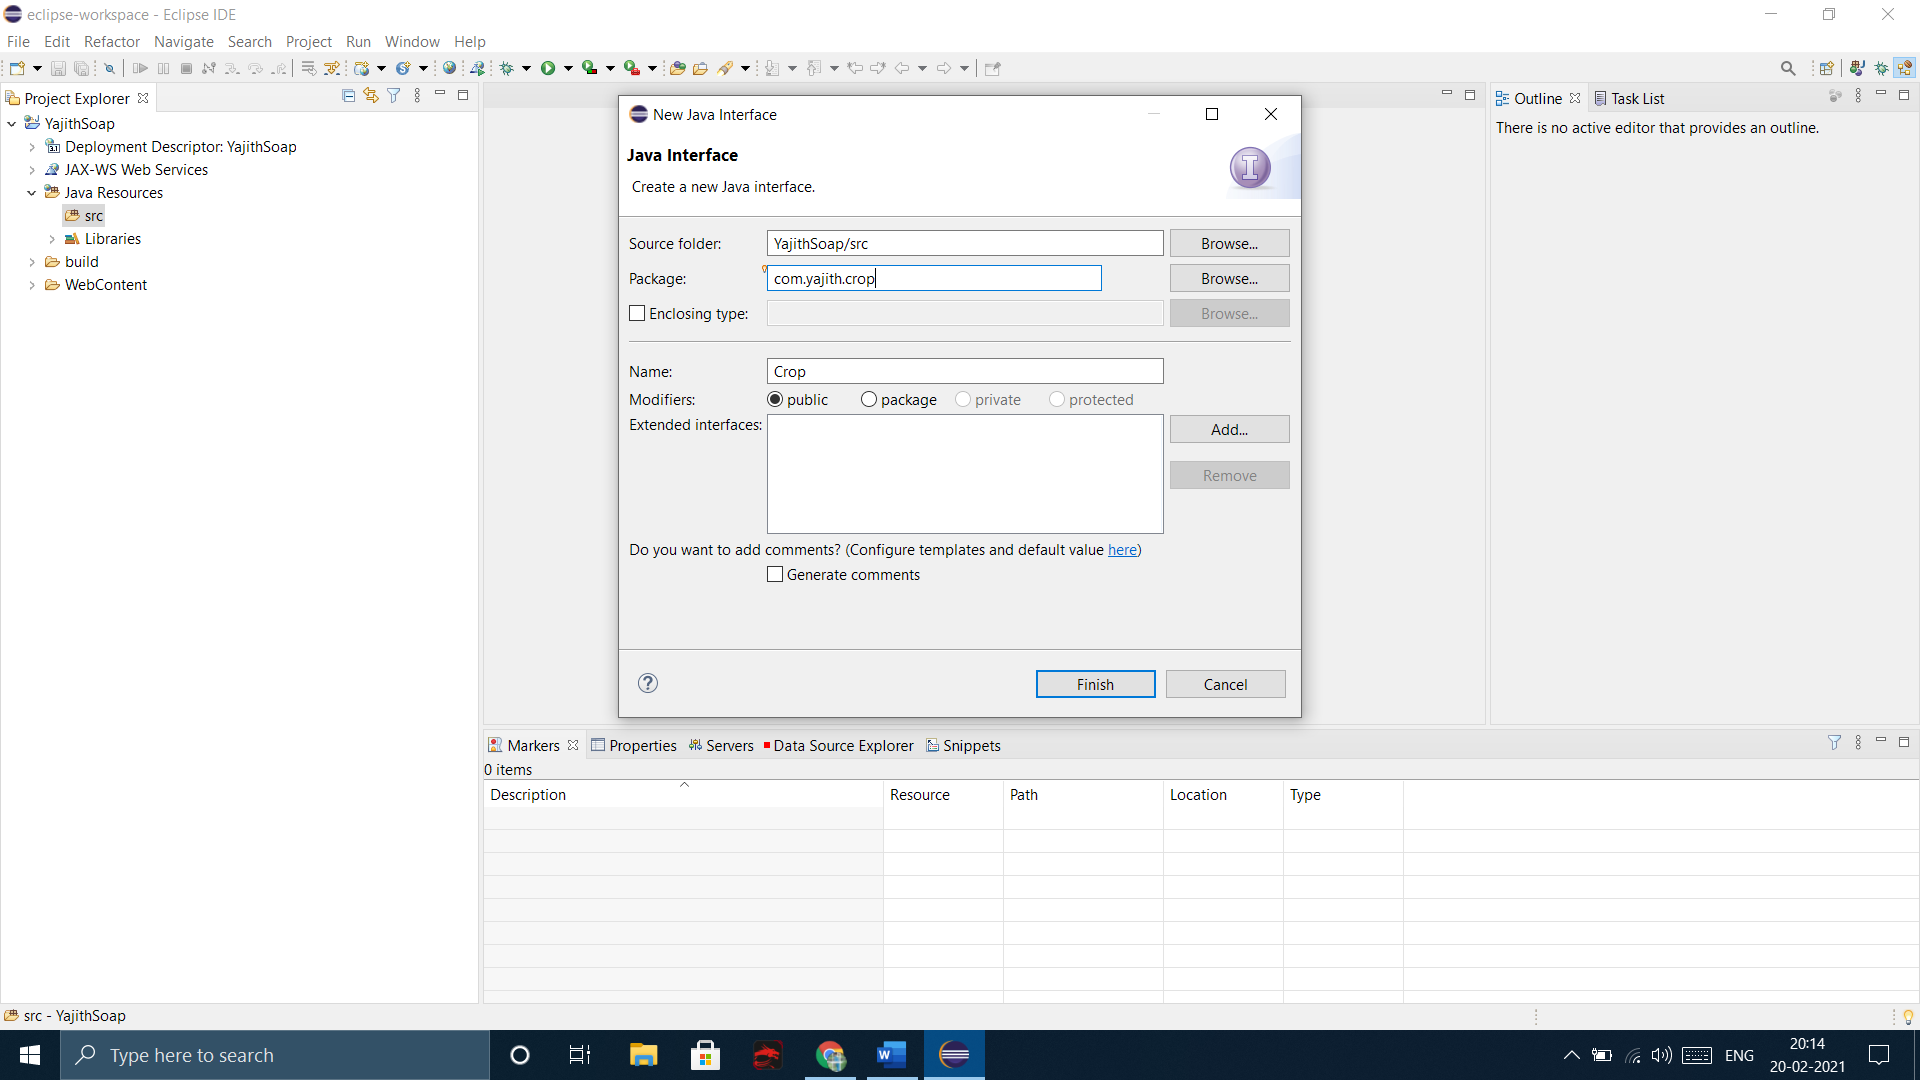 eclipse-workspace - Eclipse IDE
File Edit Refactor Navigate Search Project Run Window Help
Project Explorer
YajithSoap
Deployment Descriptor: YajithSoap
JAX-WS Web Services
Java Resources
src
Libraries
build
WebContent
New Java Interface
Java Interface
Create a new Java interface.
Source folder: YajithSoap/src Browse...
Package: com.yajith.crop Browse...
Enclosing type: Browse...
Name: Crop
Modifiers: public package private protected
Extended interfaces: Add...
Remove
Do you want to add comments? (Configure templates and default value here)
Generate comments
Finish Cancel
Outline Task List
There is no active editor that provides an outline.
Markers Properties Servers Data Source Explorer Snippets
0 items
Description Resource Path Location Type
src - YajithSoap
Type here to search
ENG
20:14
20-02-2021